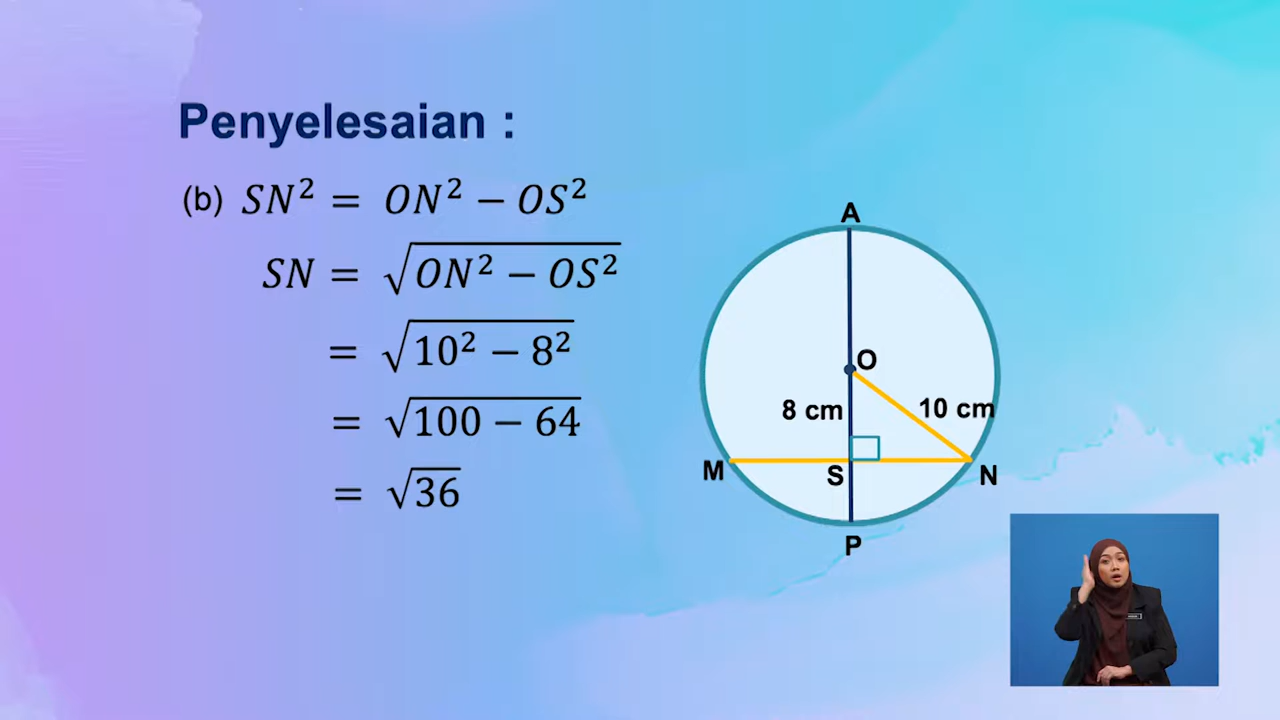 Penyelesaian :
(b) SN² = ON² − OS²
SN = √(ON² − OS²)
= √(10² − 8²)
= √(100 − 64)
= √36
A
O
8 cm
10 cm
M
S
N
P